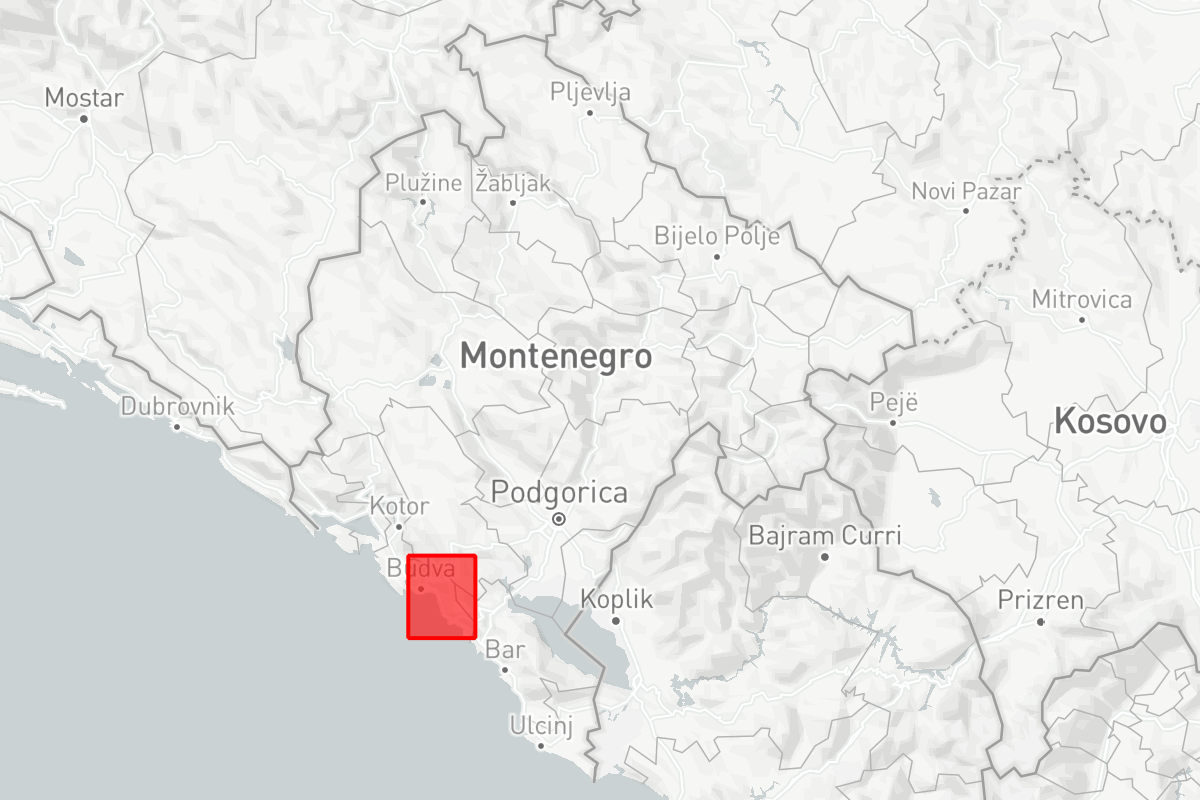 Pljevlja
Mostar
Plužine
Žabljak
Novi Pazar
Bijelo Polje
Mitrovica
Montenegro
Dubrovnik
Pejë
Kosovo
Podgorica
Kotor
Bajram Curri
Budva
Koplik
Prizren
Bar
Ulcinj